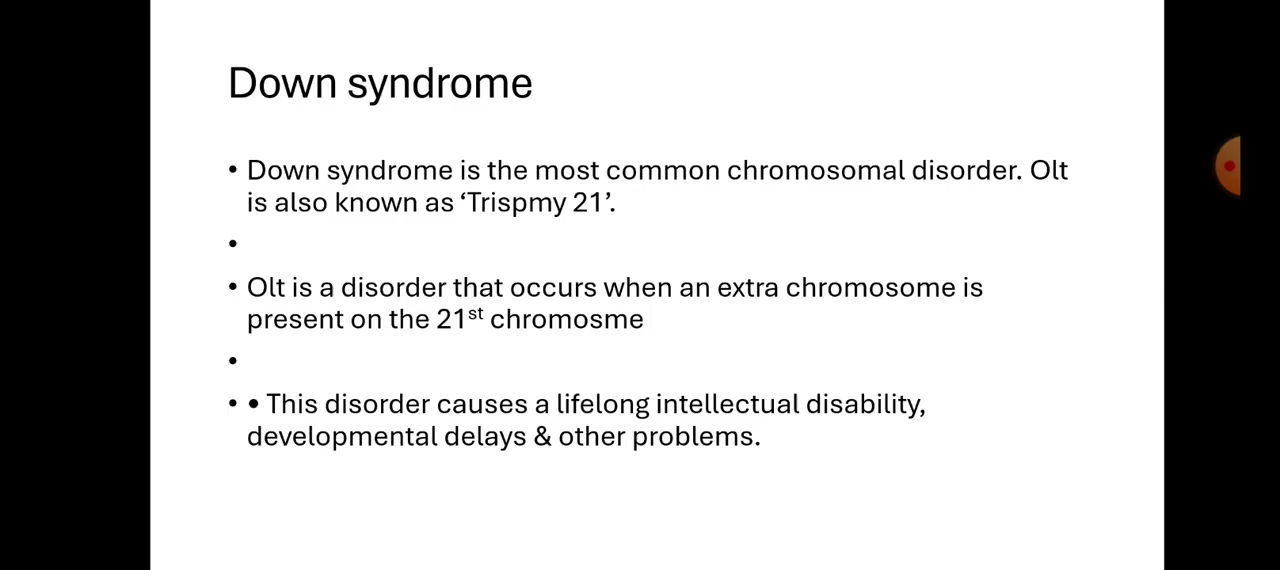 Down syndrome
• Down syndrome is the most common chromosomal disorder. Olt
is also known as ‘Trispmy 21’.
•
• Olt is a disorder that occurs when an extra chromosome is
present on the 21st chromosme
•
• • This disorder causes a lifelong intellectual disability,
developmental delays & other problems.